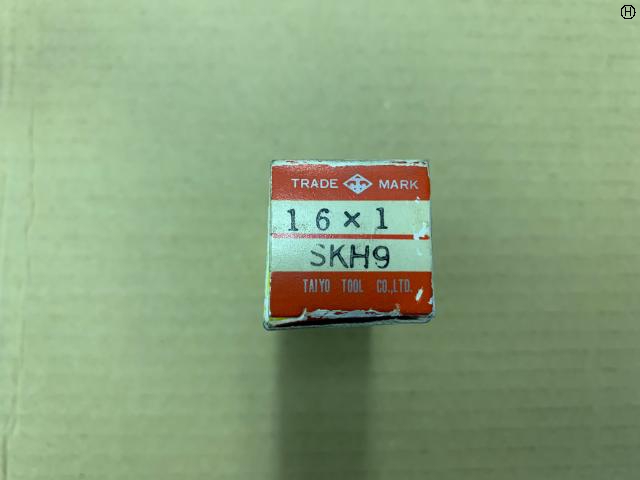 TRADE MARK
16×1
SKH9
TAIYO TOOL CO.,LTD.
H